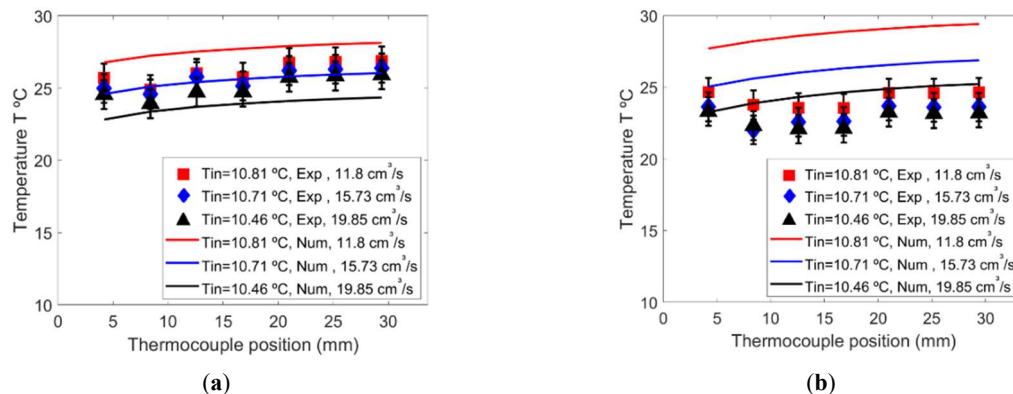 30
25
20
15
10
0
5
10
15
20
25
30
Temperature T ºC
Thermocouple position (mm)
Tin=10.81 ºC, Exp , 11.8 cm³/s
Tin=10.71 ºC, Exp , 15.73 cm³/s
Tin=10.46 ºC, Exp, 19.85 cm³/s
Tin=10.81 ºC, Num, 11.8 cm³/s
Tin=10.71 ºC, Num , 15.73 cm³/s
Tin=10.46 ºC, Num, 19.85 cm³/s
(a)
30
25
20
15
10
0
5
10
15
20
25
30
Temperature T ºC
Thermocouple position (mm)
Tin=10.81 ºC, Exp , 11.8 cm³/s
Tin=10.71 ºC, Exp , 15.73 cm³/s
Tin=10.46 ºC, Exp, 19.85 cm³/s
Tin=10.81 ºC, Num, 11.8 cm³/s
Tin=10.71 ºC, Num , 15.73 cm³/s
Tin=10.46 ºC, Num, 19.85 cm³/s
(b)